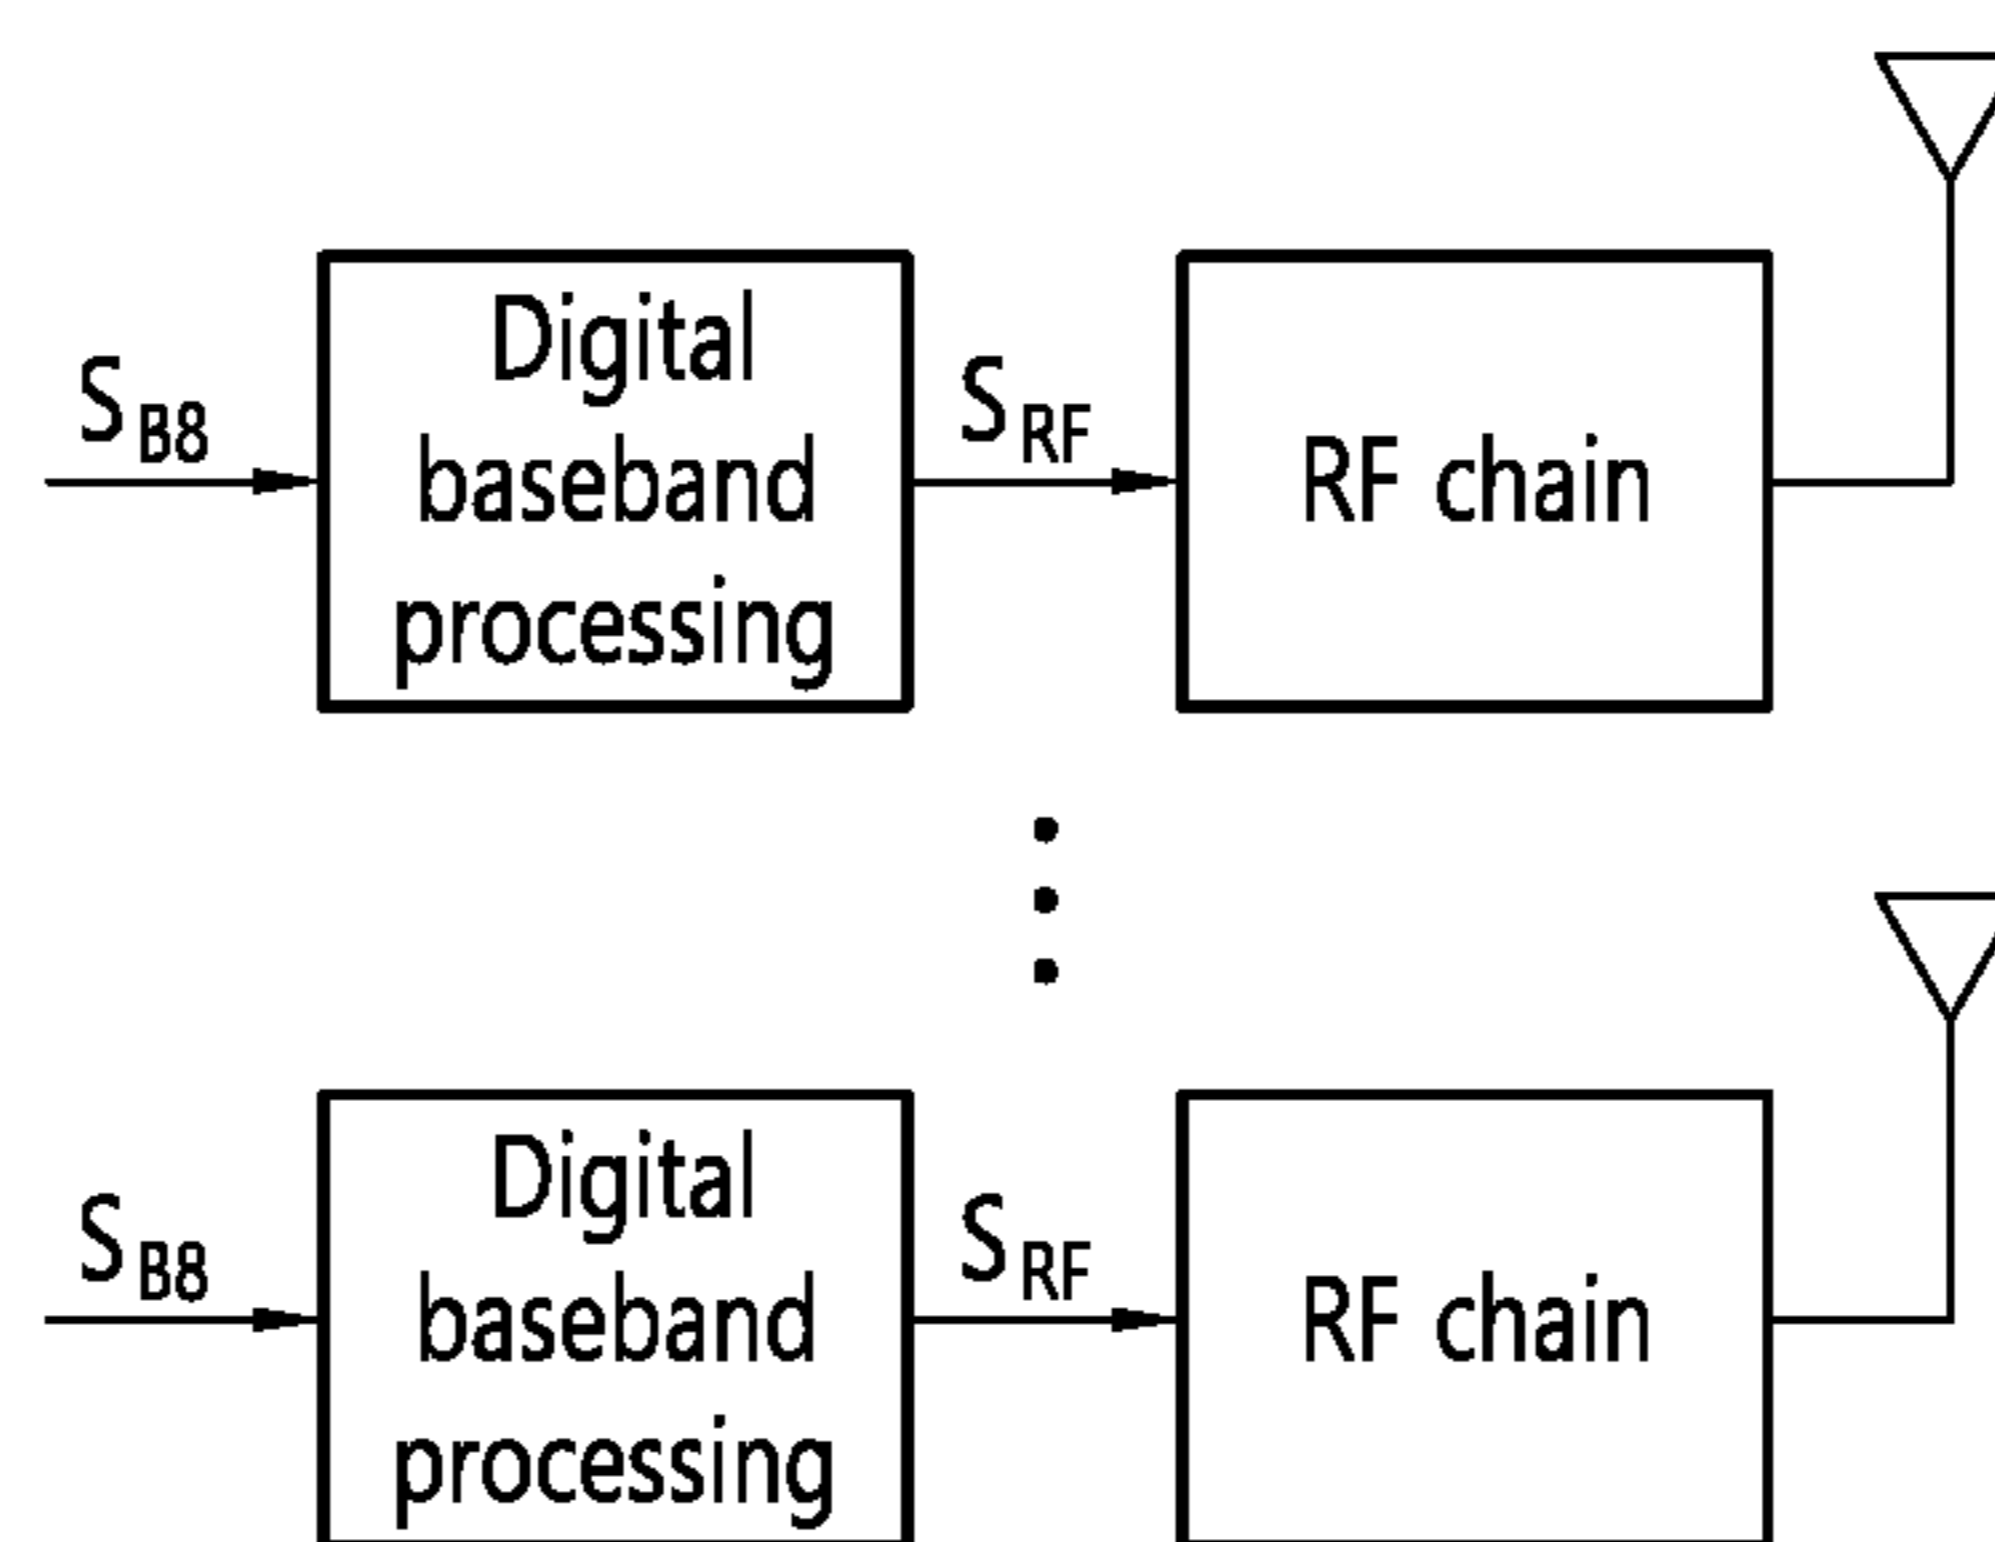 Digital
baseband
processing
S_B8
S_RF
RF chain
Digital
baseband
processing
S_B8
S_RF
RF chain